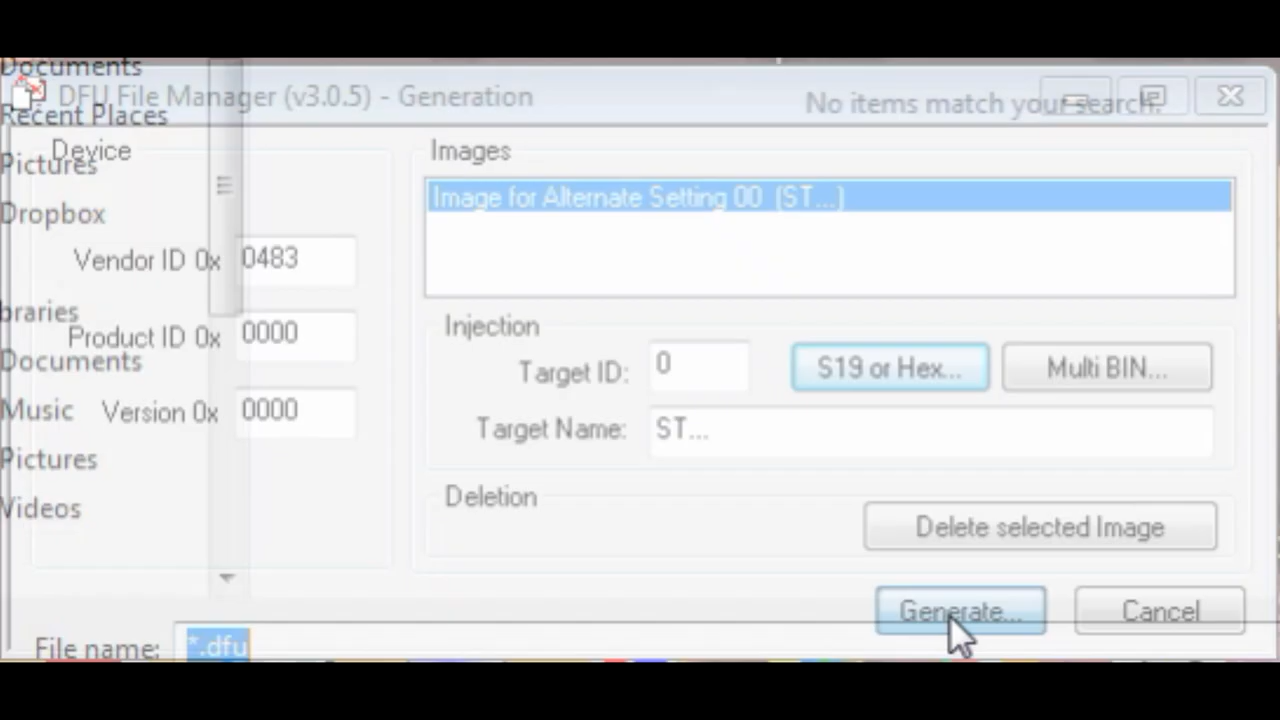 Documents
DFU File Manager (v3.0.5) - Generation
No items match your search.
Recent Places
Device
Images
Pictures
Image for Alternate Setting 00 (ST...)
Dropbox
Vendor ID 0x 0483
braries
Injection
Product ID 0x 0000
Target ID: 0 S19 or Hex... Multi BIN...
Documents
Music
Version 0x 0000
Target Name: ST...
Pictures
Deletion
Videos
Delete selected Image
Generate... Cancel
File name: *.dfu